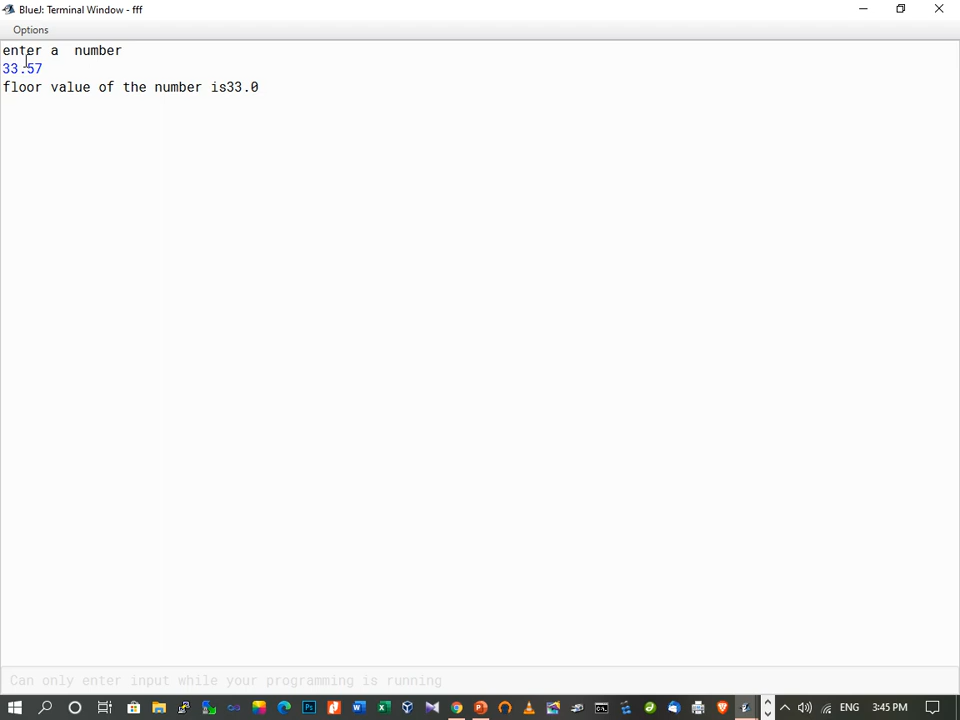 BlueJ: Terminal Window - fff
Options
enter a  number
33.57
floor value of the number is33.0
Can only enter input while your programming is running
ENG
3:45 PM